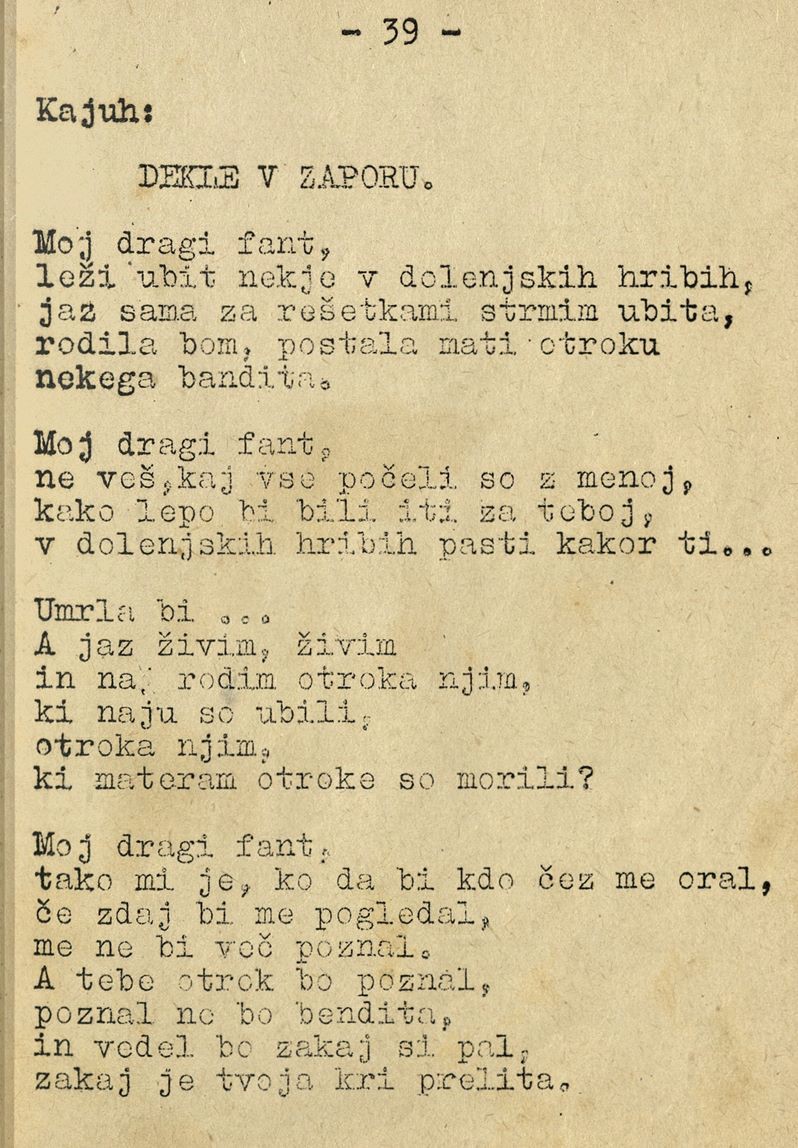 - 39 -
Kajuh:
DEKLE V ZAPORU.
Moj dragi fant,
leži ubit nekje v dolenjskih hribih,
jaz sama za rešetkami strmim ubita,
rodila bom, postala mati otroku
nekega bandita.
Moj dragi fant,
ne veš,kaj vse počeli so z menoj,
kako lepo bi bili iti za teboj,
v dolenjskih hribih pasti kakor ti...
Umrla bi ...
A jaz živim, živim
in naj rodim otroka njim,
ki naju so ubili,
otroka njim,
ki materam otroke so morili?
Moj dragi fant,
tako mi je, ko da bi kdo čez me oral,
če zdaj bi me pogledal,
me ne bi več poznal.
A tebe otrok bo poznal,
poznal ne bo bendita,
in vedel bo zakaj si pal,
zakaj je tvoja kri prelita.